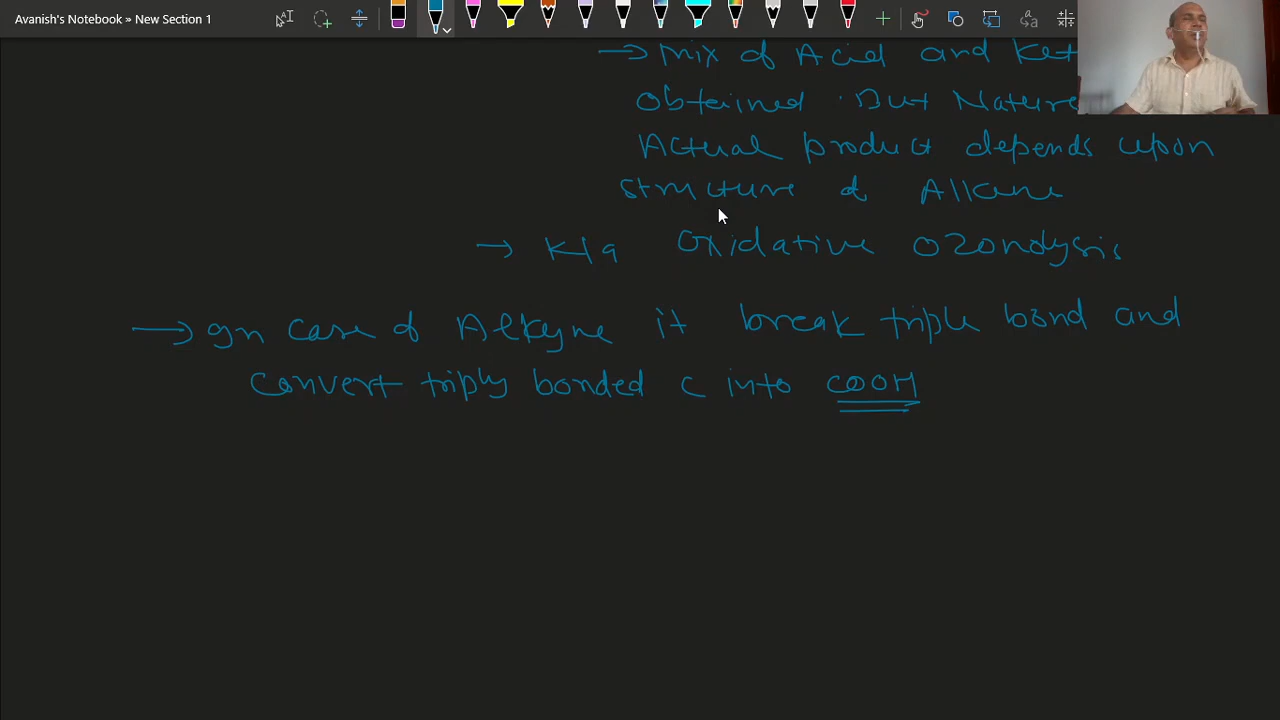 Avanish's Notebook » New Section 1
→ Mix of Acid and Ket
obtained . But Nature
Actual product depends upon
structure of Alkene
→ K/a Oxidative ozonolysis
→ In case of Alkyne it break triple bond and
convert triply bonded C into COOH